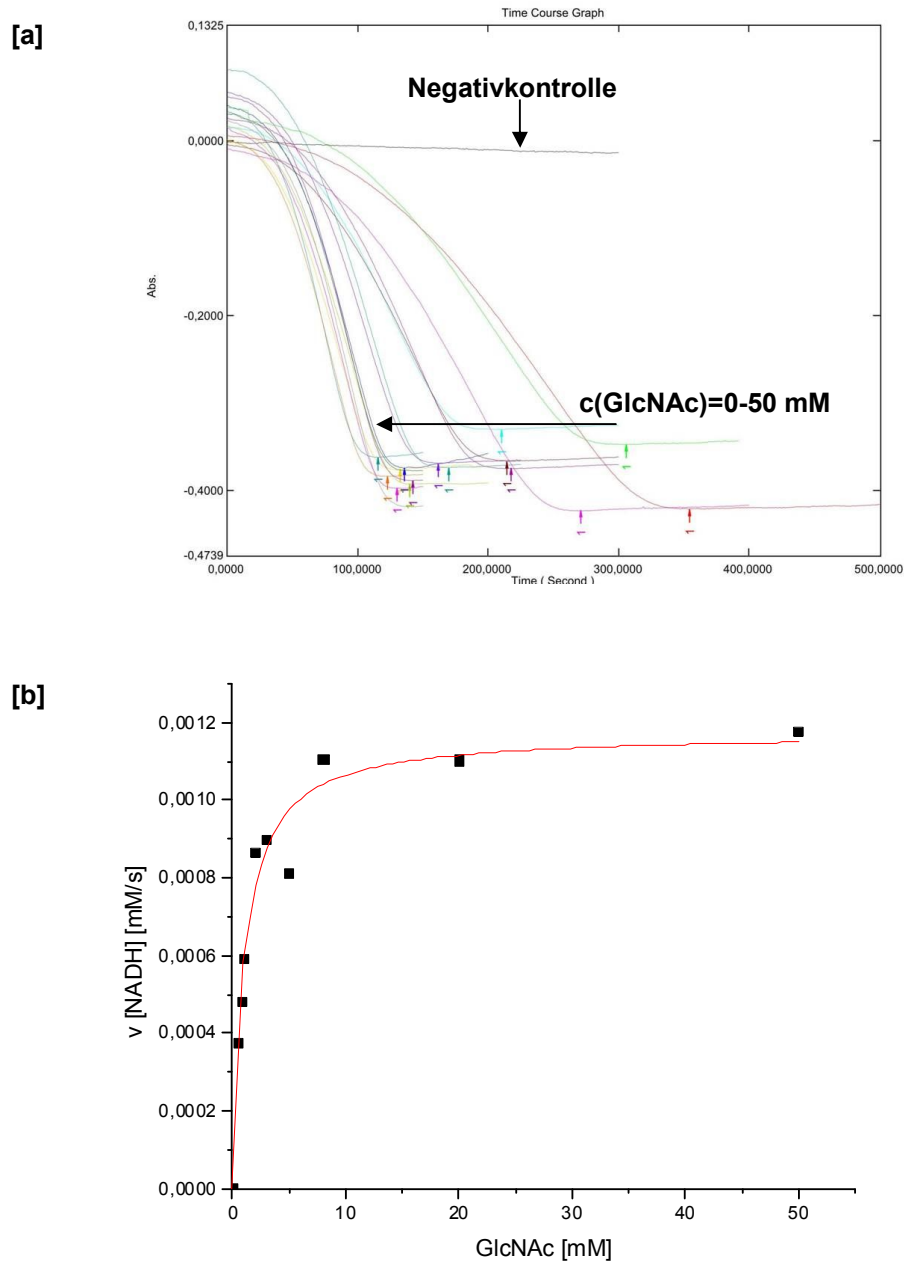 [a]
Time Course Graph
0,1325
Negativkontrolle
0,0000
Abs.
-0,2000
c(GlcNAc)=0-50 mM
-0,4000
-0,4739
0,0000 100,0000 200,0000 300,0000 400,0000 500,0000
Time ( Second )
[b]
0,0012
0,0010
0,0008
0,0006
0,0004
0,0002
0,0000
v [NADH] [mM/s]
0 10 20 30 40 50
GlcNAc [mM]